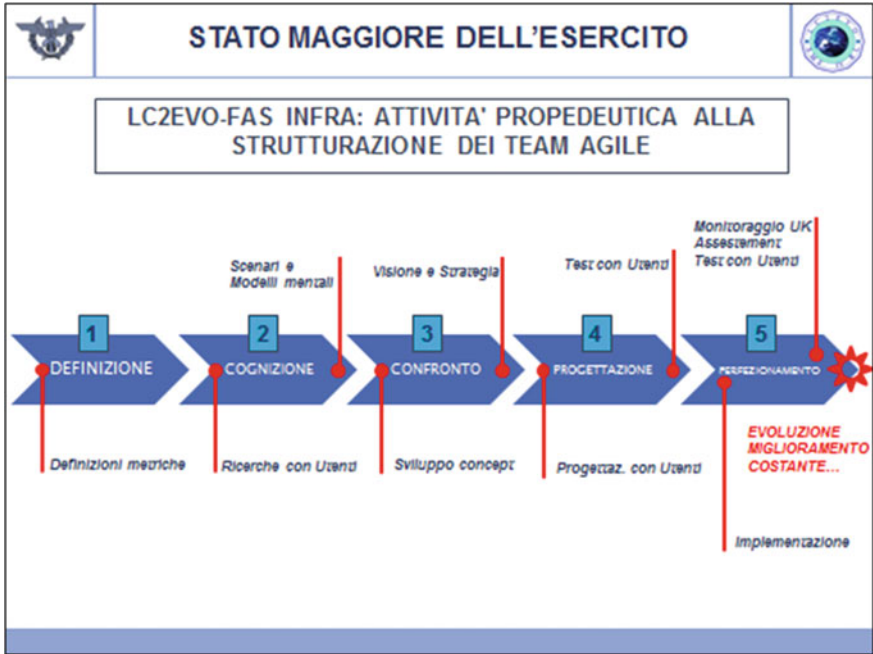 STATO MAGGIORE DELL'ESERCITO
LC2EVO-FAS INFRA: ATTIVITA' PROPEDEUTICA ALLA
STRUTTURAZIONE DEI TEAM AGILE
Monitoraggio UK
Assestement
Test con Utenti
Scenari e
Modelli mentali
Visione e Strategia
Test con Utenti
1
2
3
4
5
DEFINIZIONE
COGNIZIONE
CONFRONTO
PROGETTAZIONE
PERFEZIONAMENTO
EVOLUZIONE
MIGLIORAMENTO
COSTANTE...
Definizioni metriche
Ricerche con Utenti
Sviluppo concept
Progettaz. con Utenti
Implementazione